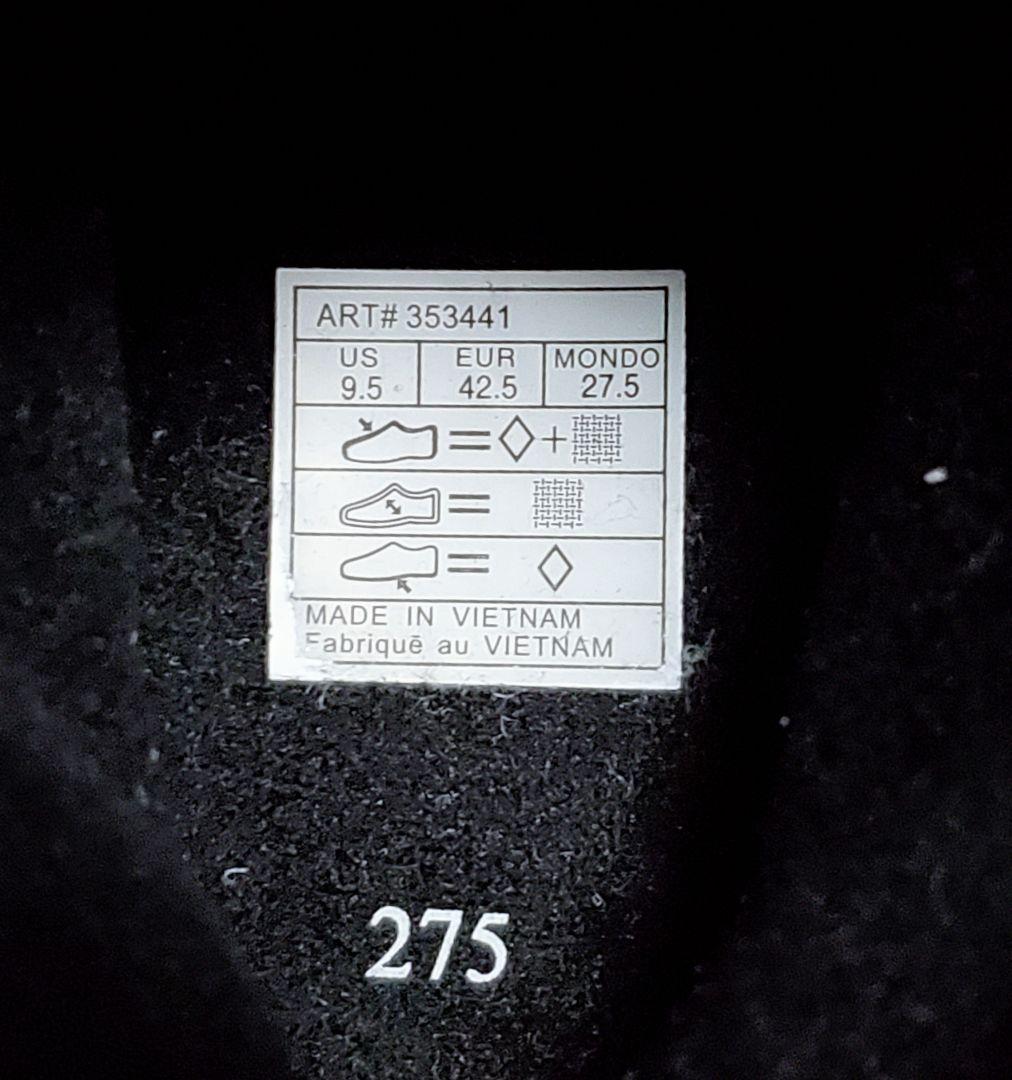 ART# 353441
US EUR MONDO
9.5 42.5 27.5
MADE IN VIETNAM
Fabriquē au VIETNAM
275